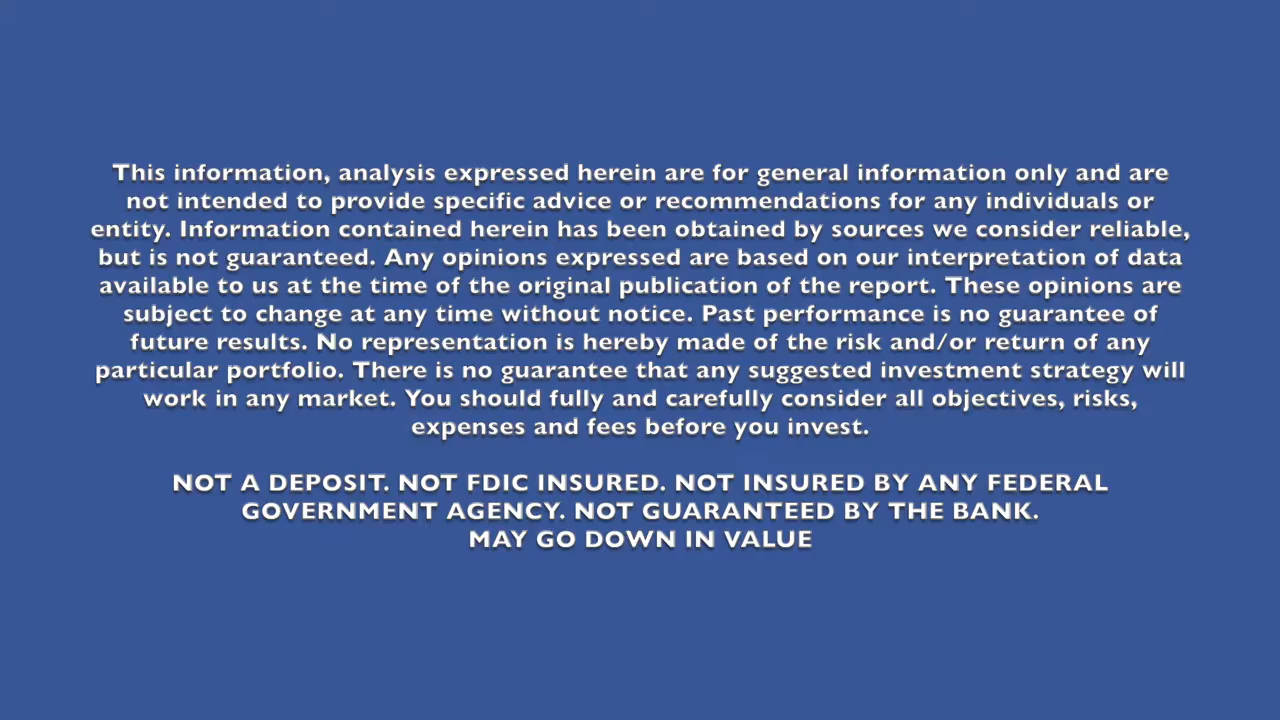 This information, analysis expressed herein are for general information only and are
not intended to provide specific advice or recommendations for any individuals or
entity. Information contained herein has been obtained by sources we consider reliable,
but is not guaranteed. Any opinions expressed are based on our interpretation of data
available to us at the time of the original publication of the report. These opinions are
subject to change at any time without notice. Past performance is no guarantee of
future results. No representation is hereby made of the risk and/or return of any
particular portfolio. There is no guarantee that any suggested investment strategy will
work in any market. You should fully and carefully consider all objectives, risks,
expenses and fees before you invest.
NOT A DEPOSIT. NOT FDIC INSURED. NOT INSURED BY ANY FEDERAL
GOVERNMENT AGENCY. NOT GUARANTEED BY THE BANK.
MAY GO DOWN IN VALUE